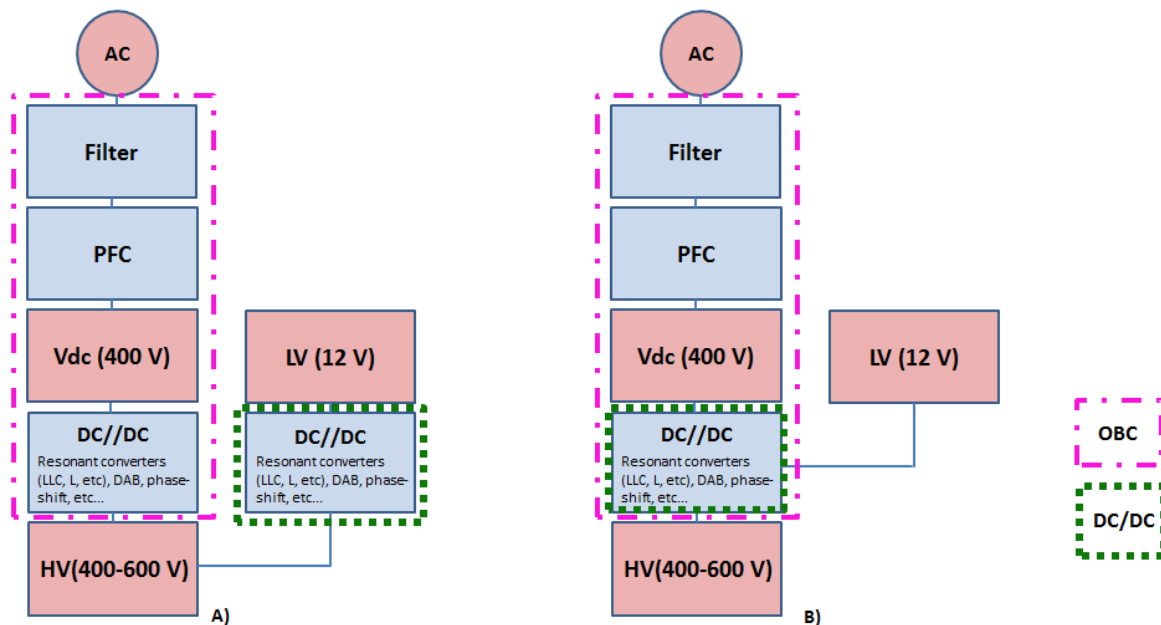 AC
Filter
PFC
Vdc (400 V)
DC//DC
Resonant converters
(LLC, L, etc), DAB, phase-
shift, etc...
HV(400-600 V)
LV (12 V)
DC//DC
Resonant converters
(LLC, L, etc), DAB, phase-
shift, etc...
A)
AC
Filter
PFC
Vdc (400 V)
DC//DC
Resonant converters
(LLC, L, etc), DAB, phase-
shift, etc...
HV(400-600 V)
LV (12 V)
B)
OBC
DC/DC